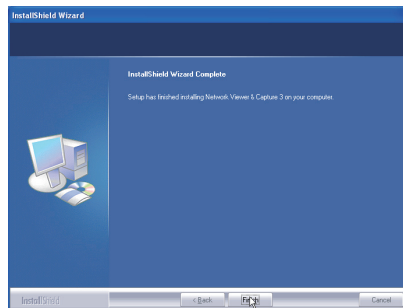 InstallShield Wizard
InstallShield Wizard Complete
Setup has finished installing Network Viewer & Capture 3 on your computer.
InstallShield
< Back
Finish
Cancel